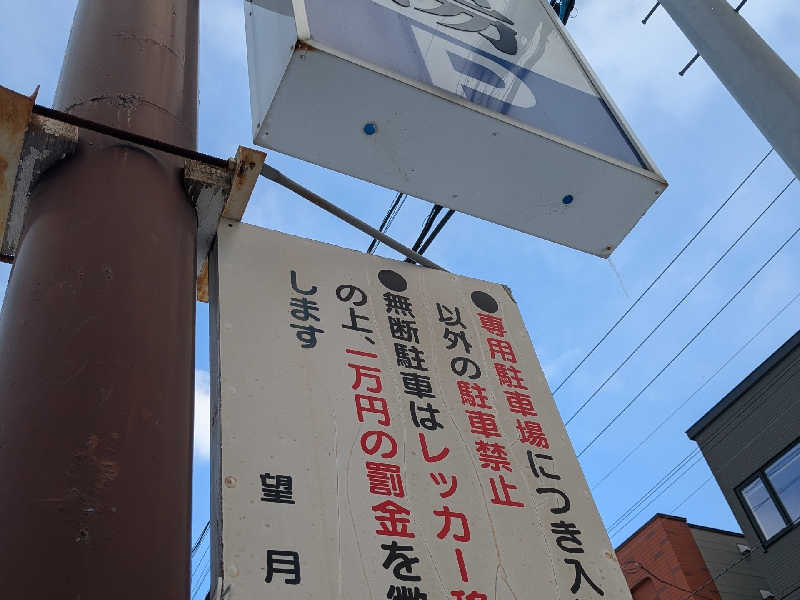 ●専用駐車場につき入
以外の駐車禁止
●無断駐車はレッカー移
の上、一万円の罰金を徴
します
望月